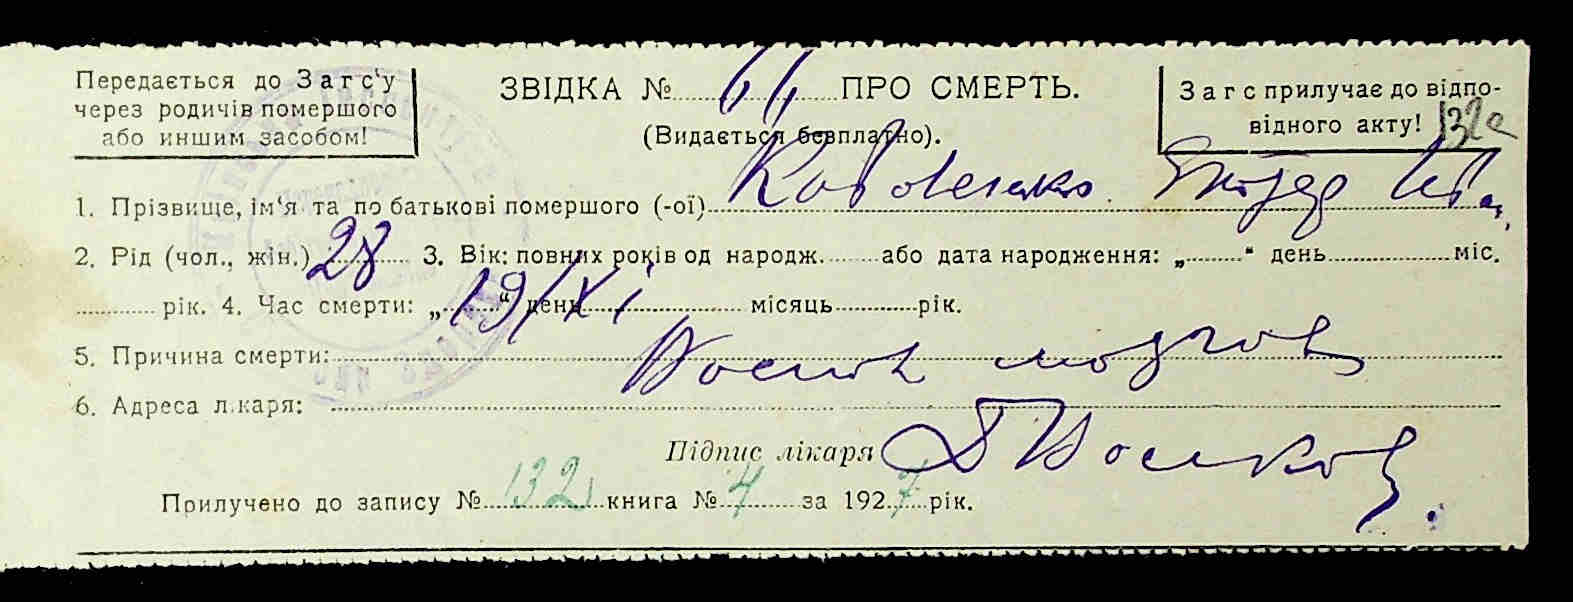 Передається до Загс'у
через родичів помершого
або иншим засобом!
ЗВІДКА № 66 ПРО СМЕРТЬ.
(Видається безплатно).
Загс прилучає до відпо-
відного акту! 132
1. Прізвище, ім'я та по батькові помершого (-ої) Коваленко
2. Рід (чол., жін.) 28 3. Вік: повних років од народж. або дата народження: „ “ день міс.
рік. 4. Час смерти: „19/XI“ день місяць рік.
5. Причина смерти:
6. Адреса лікаря:
Підпис лікаря
Прилучено до запису № 132 книга № 4 за 1927 рік.